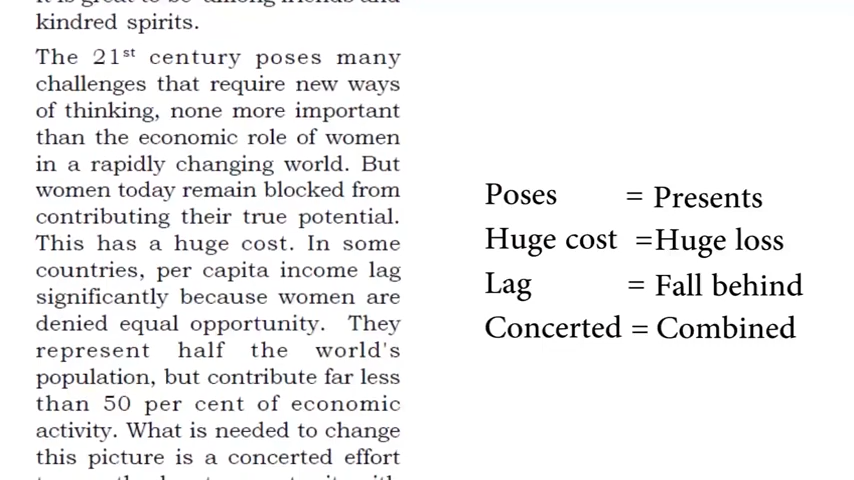 kindred spirits.
The 21st century poses many
challenges that require new ways
of thinking, none more important
than the economic role of women
in a rapidly changing world. But
women today remain blocked from
contributing their true potential.
This has a huge cost. In some
countries, per capita income lag
significantly because women are
denied equal opportunity. They
represent half the world's
population, but contribute far less
than 50 per cent of economic
activity. What is needed to change
this picture is a concerted effort
Poses = Presents
Huge cost =Huge loss
Lag = Fall behind
Concerted = Combined